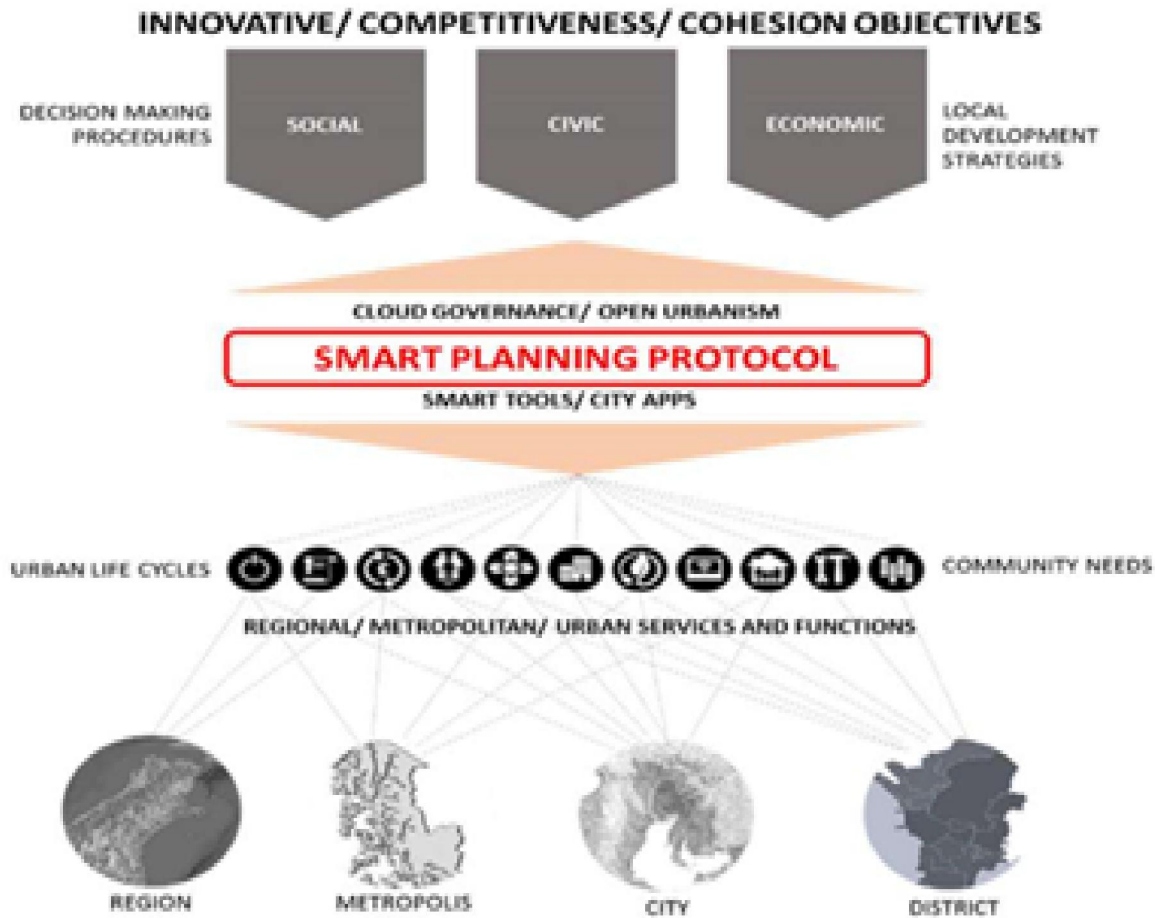 INNOVATIVE/ COMPETITIVENESS/ COHESION OBJECTIVES
DECISION MAKING
PROCEDURES
SOCIAL
CIVIC
ECONOMIC
LOCAL
DEVELOPMENT
STRATEGIES
CLOUD GOVERNANCE/ OPEN URBANISM
SMART PLANNING PROTOCOL
SMART TOOLS/ CITY APPS
URBAN LIFE CYCLES
COMMUNITY NEEDS
REGIONAL/ METROPOLITAN/ URBAN SERVICES AND FUNCTIONS
REGION
METROPOLIS
CITY
DISTRICT